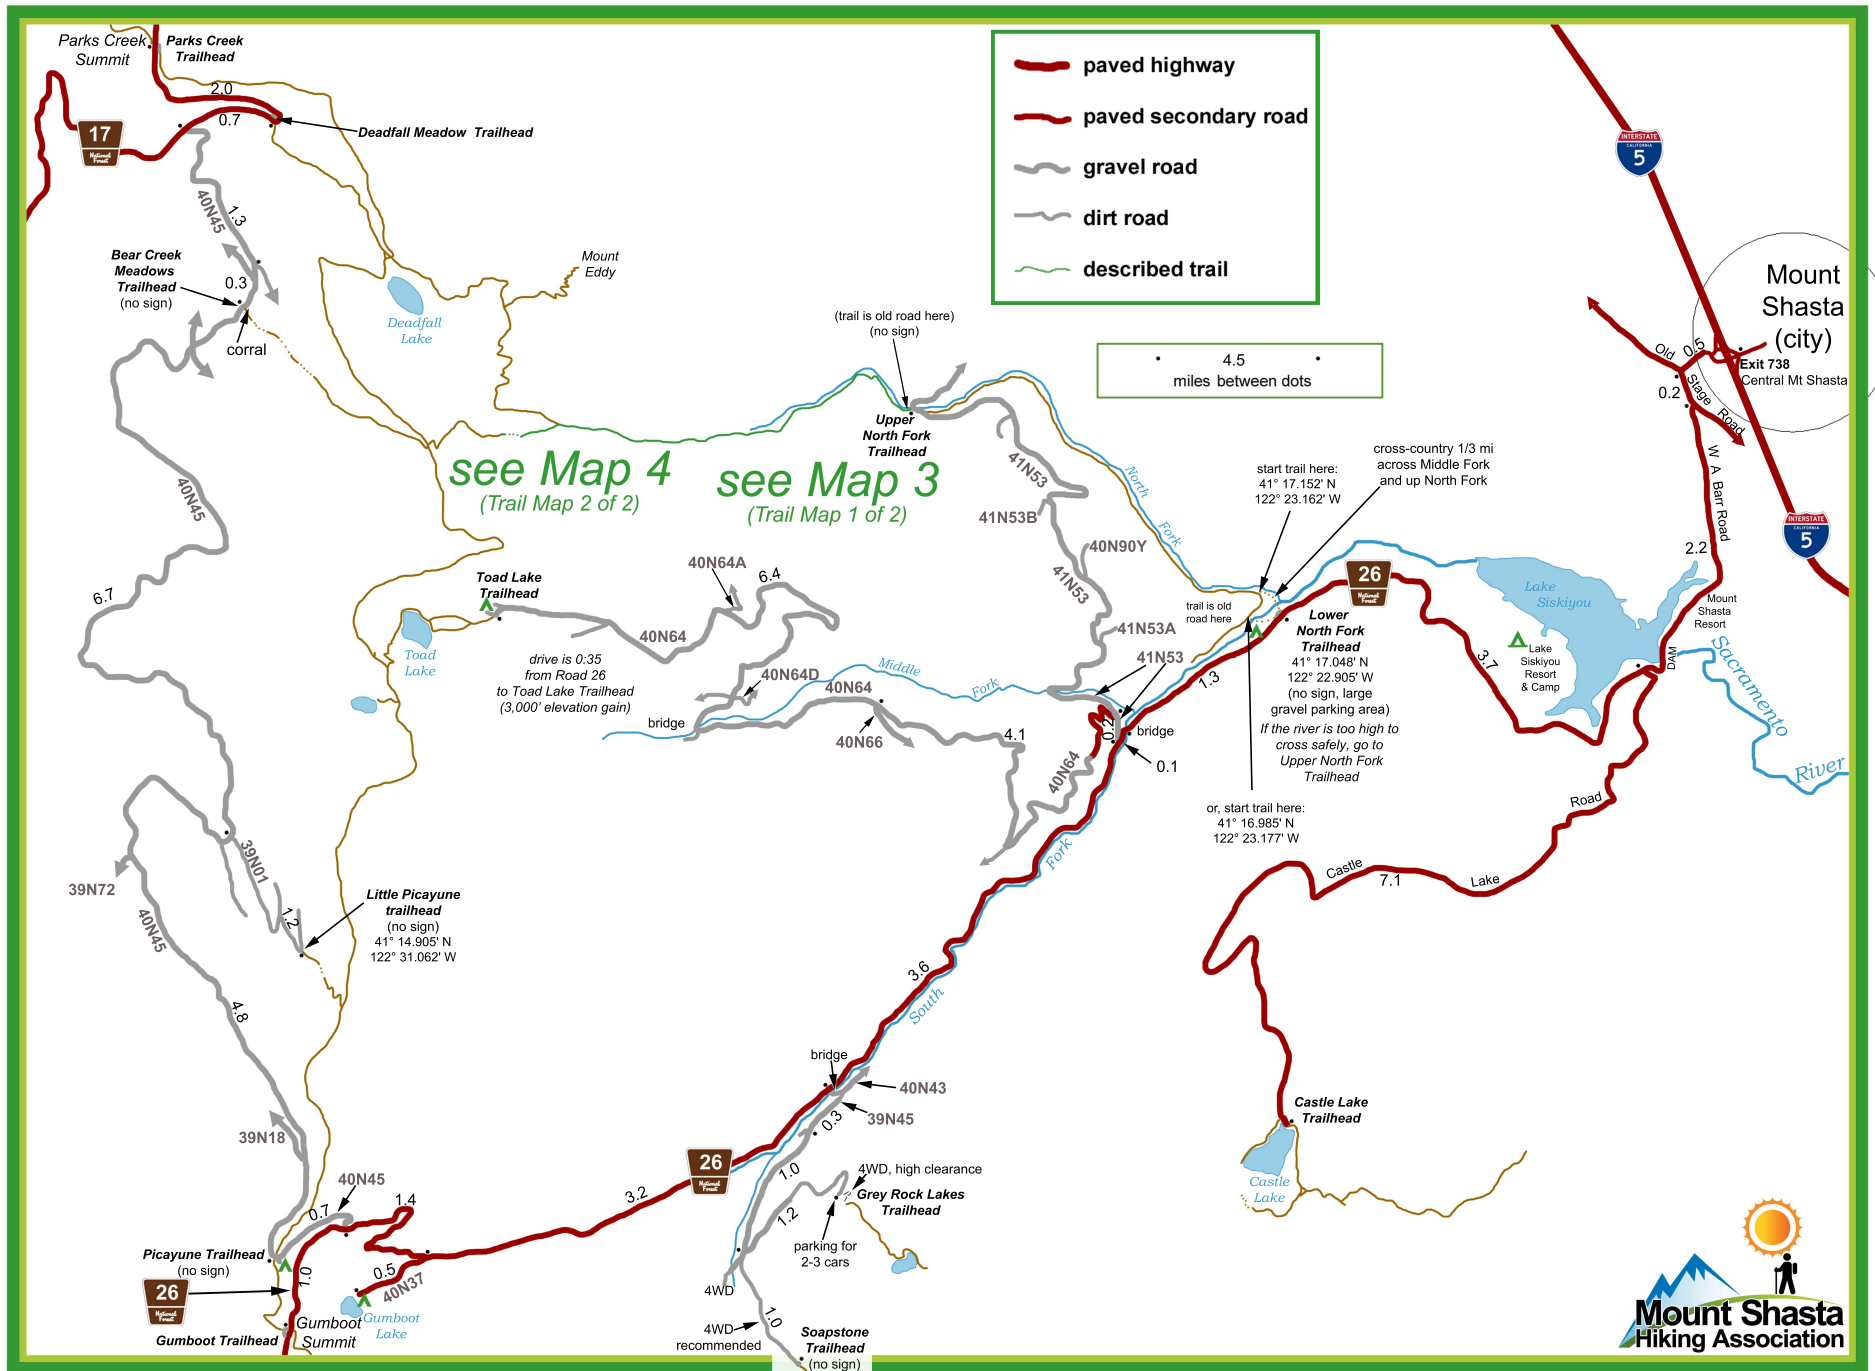 Parks Creek
Summit
Parks Creek
Trailhead
2.0
0.7
Deadfall Meadow Trailhead
17
National
Forest
40N45
1.3
Bear Creek
Meadows
Trailhead
(no sign)
0.3
corral
Deadfall
Lake
Mount
Eddy
paved highway
paved secondary road
gravel road
dirt road
described trail
4.5
miles between dots
INTERSTATE
CALIFORNIA
5
Mount
Shasta
(city)
Old
0.5
Exit 738
Central Mt Shasta
0.2
Stage Road
W A Barr Road
2.2
INTERSTATE
CALIFORNIA
5
(trail is old road here)
(no sign)
Upper
North Fork
Trailhead
see Map 4
(Trail Map 2 of 2)
see Map 3
(Trail Map 1 of 2)
41N53
41N53B
40N90Y
41N53
41N53A
41N53
North
Fork
start trail here:
41° 17.152' N
122° 23.162' W
cross-country 1/3 mi
across Middle Fork
and up North Fork
26
National
Forest
trail is old
road here
Lower
North Fork
Trailhead
41° 17.048' N
122° 22.905' W
(no sign, large
gravel parking area)
If the river is too high to
cross safely, go to
Upper North Fork
Trailhead
or, start trail here:
41° 16.985' N
122° 23.177' W
Lake
Siskiyou
Mount
Shasta
Resort
Lake
Siskiyou
Resort
& Camp
DAM
3.7
Sacramento
River
40N45
6.7
Toad Lake
Trailhead
40N64A
6.4
40N64
Toad
Lake
drive is 0:35
from Road 26
to Toad Lake Trailhead
(3,000' elevation gain)
40N64D
Middle
Fork
40N64
bridge
40N66
4.1
0.2
40N64
bridge
0.1
1.3
Castle
Lake
Road
7.1
39N01
39N72
40N45
1.2
Little Picayune
trailhead
(no sign)
41° 14.905' N
122° 31.062' W
4.8
39N18
Fork
3.6
South
bridge
40N43
39N45
0.3
26
National
Forest
1.0
3.2
4WD, high clearance
Grey Rock Lakes
Trailhead
1.2
parking for
2-3 cars
4WD
4WD
recommended
1.0
Soapstone
Trailhead
(no sign)
Castle Lake
Trailhead
Castle
Lake
40N45
0.7
1.4
Picayune Trailhead
(no sign)
1.0
26
National
Forest
0.5
40N37
Gumboot
Lake
Gumboot
Summit
Gumboot Trailhead
Mount Shasta
Hiking Association